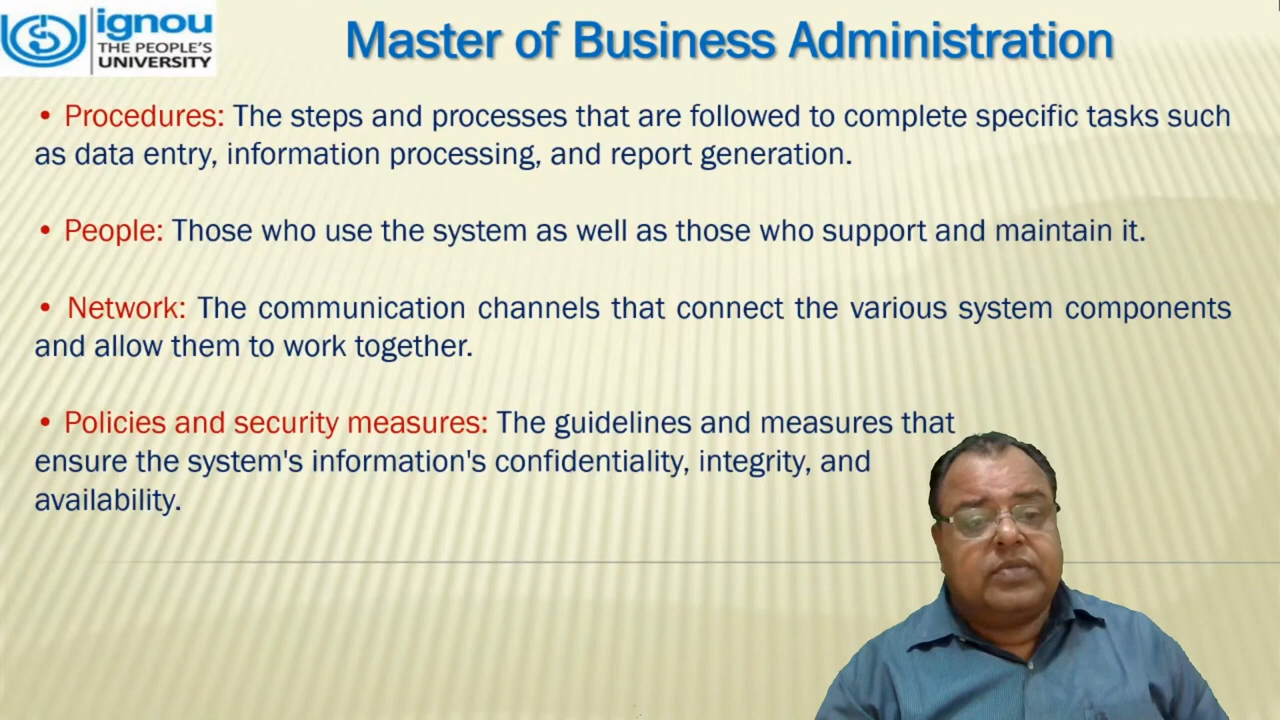 ignou
THE PEOPLE'S
UNIVERSITY
Master of Business Administration
• Procedures: The steps and processes that are followed to complete specific tasks such
as data entry, information processing, and report generation.
• People: Those who use the system as well as those who support and maintain it.
• Network: The communication channels that connect the various system components
and allow them to work together.
• Policies and security measures: The guidelines and measures that
ensure the system's information's confidentiality, integrity, and
availability.